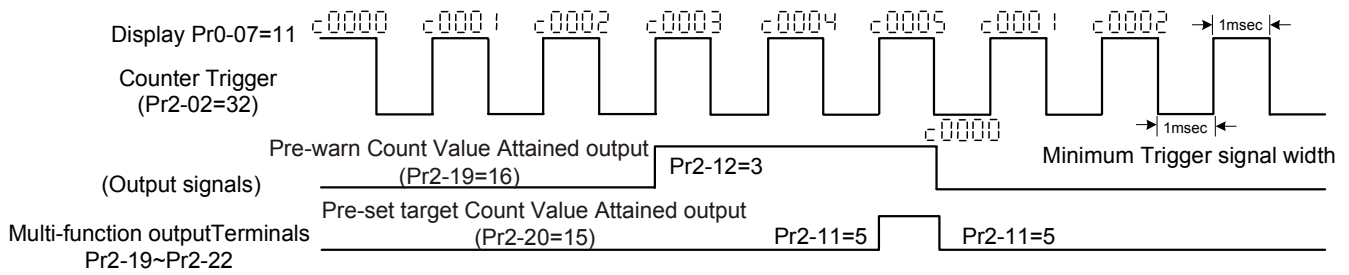 Display Pr0-07=11 c0000 c0001 c0002 c0003 c0004 c0005 c0001 c0002 1msec
Counter Trigger
(Pr2-02=32)
c0000 1msec
Pre-warn Count Value Attained output Pr2-12=3 Minimum Trigger signal width
(Output signals) (Pr2-19=16)
Pre-set target Count Value Attained output
Multi-function outputTerminals (Pr2-20=15) Pr2-11=5 Pr2-11=5
Pr2-19~Pr2-22